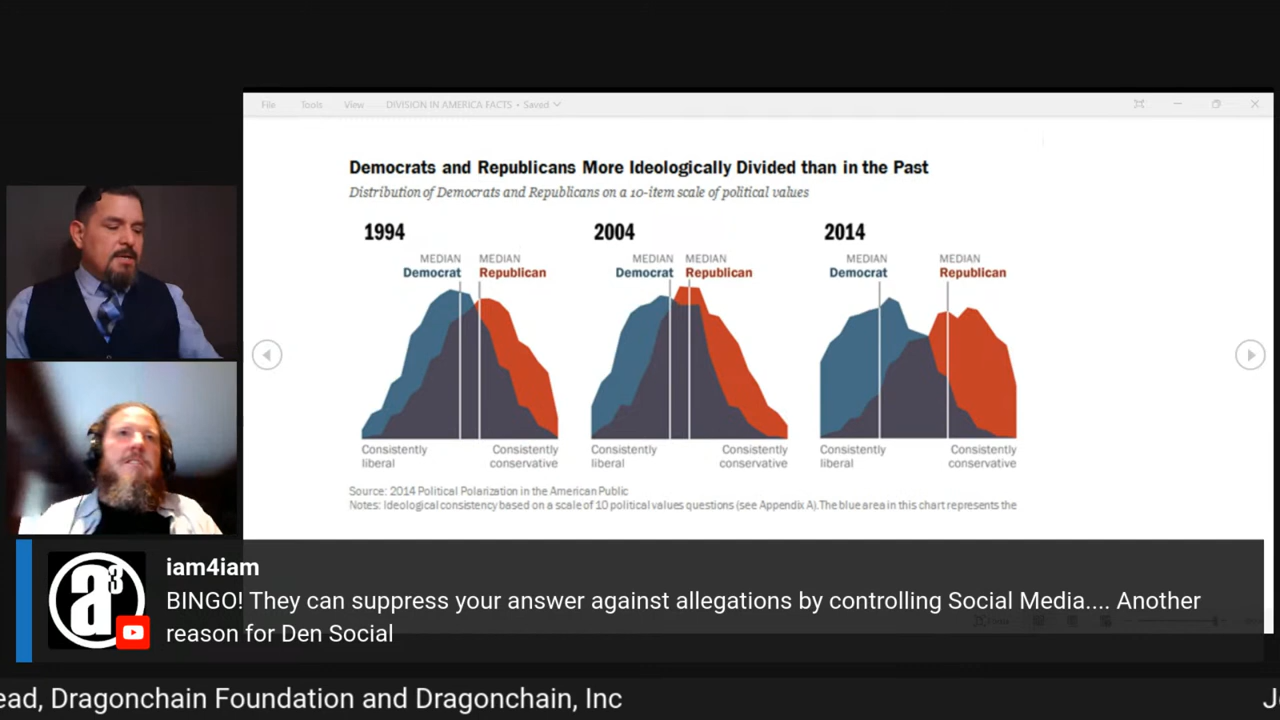 File Tools View DIVISION IN AMERICA FACTS • Saved
Democrats and Republicans More Ideologically Divided than in the Past
Distribution of Democrats and Republicans on a 10-item scale of political values
1994
MEDIAN MEDIAN
Democrat Republican
Consistently Consistently
liberal conservative
2004
MEDIAN MEDIAN
Democrat Republican
Consistently Consistently
liberal conservative
2014
MEDIAN MEDIAN
Democrat Republican
Consistently Consistently
liberal conservative
Source: 2014 Political Polarization in the American Public
Notes: Ideological consistency based on a scale of 10 political values questions (see Appendix A).The blue area in this chart represents the
a3
iam4iam
BINGO! They can suppress your answer against allegations by controlling Social Media.... Another
reason for Den Social
ead, Dragonchain Foundation and Dragonchain, Inc